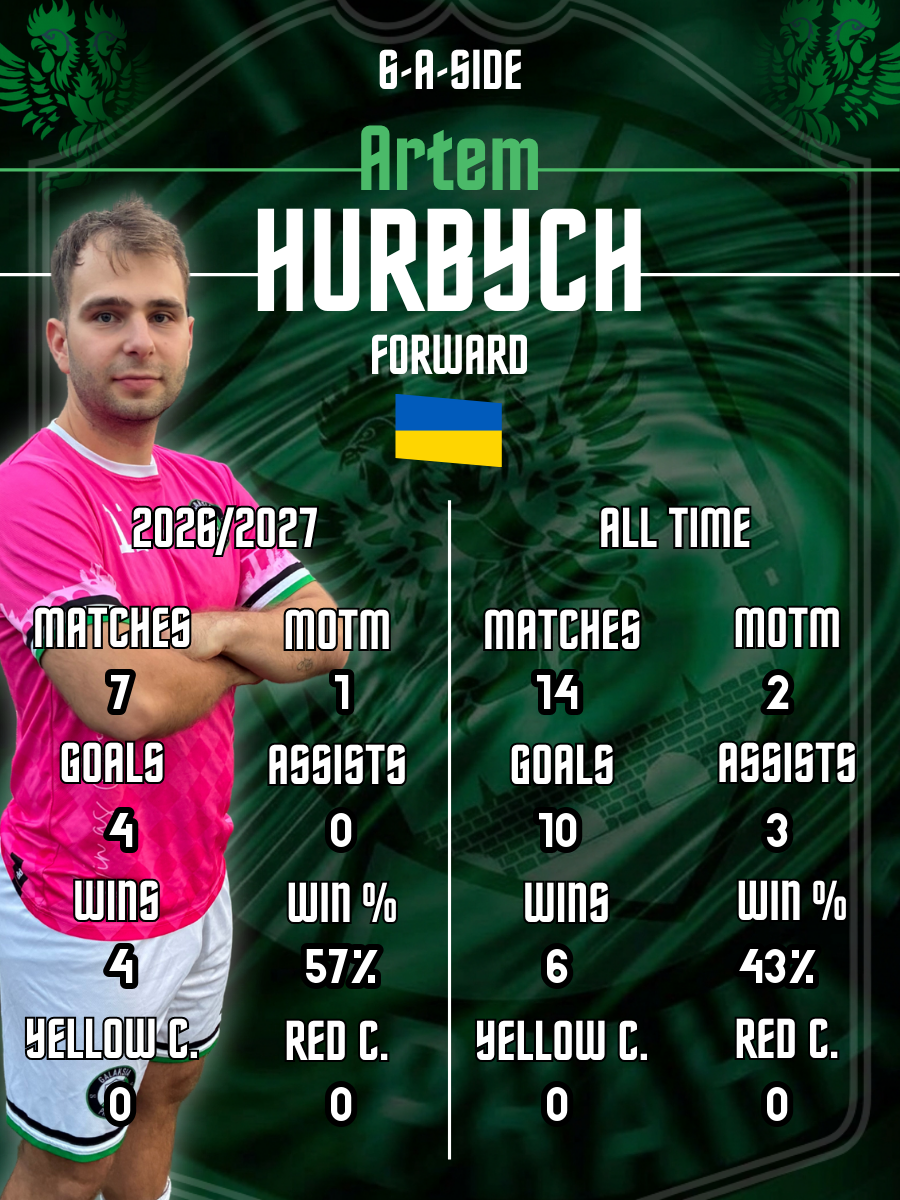 6-A-SIDE
Artem
HURBYCH
FORWARD
2026/2027
ALL TIME
MATCHES
MOTM
MATCHES
MOTM
7
1
14
2
GOALS
ASSISTS
GOALS
ASSISTS
4
0
10
3
WINS
WIN %
WINS
WIN %
4
57%
6
43%
YELLOW C.
RED C.
YELLOW C.
RED C.
GALAKSIA
0
0
0
0